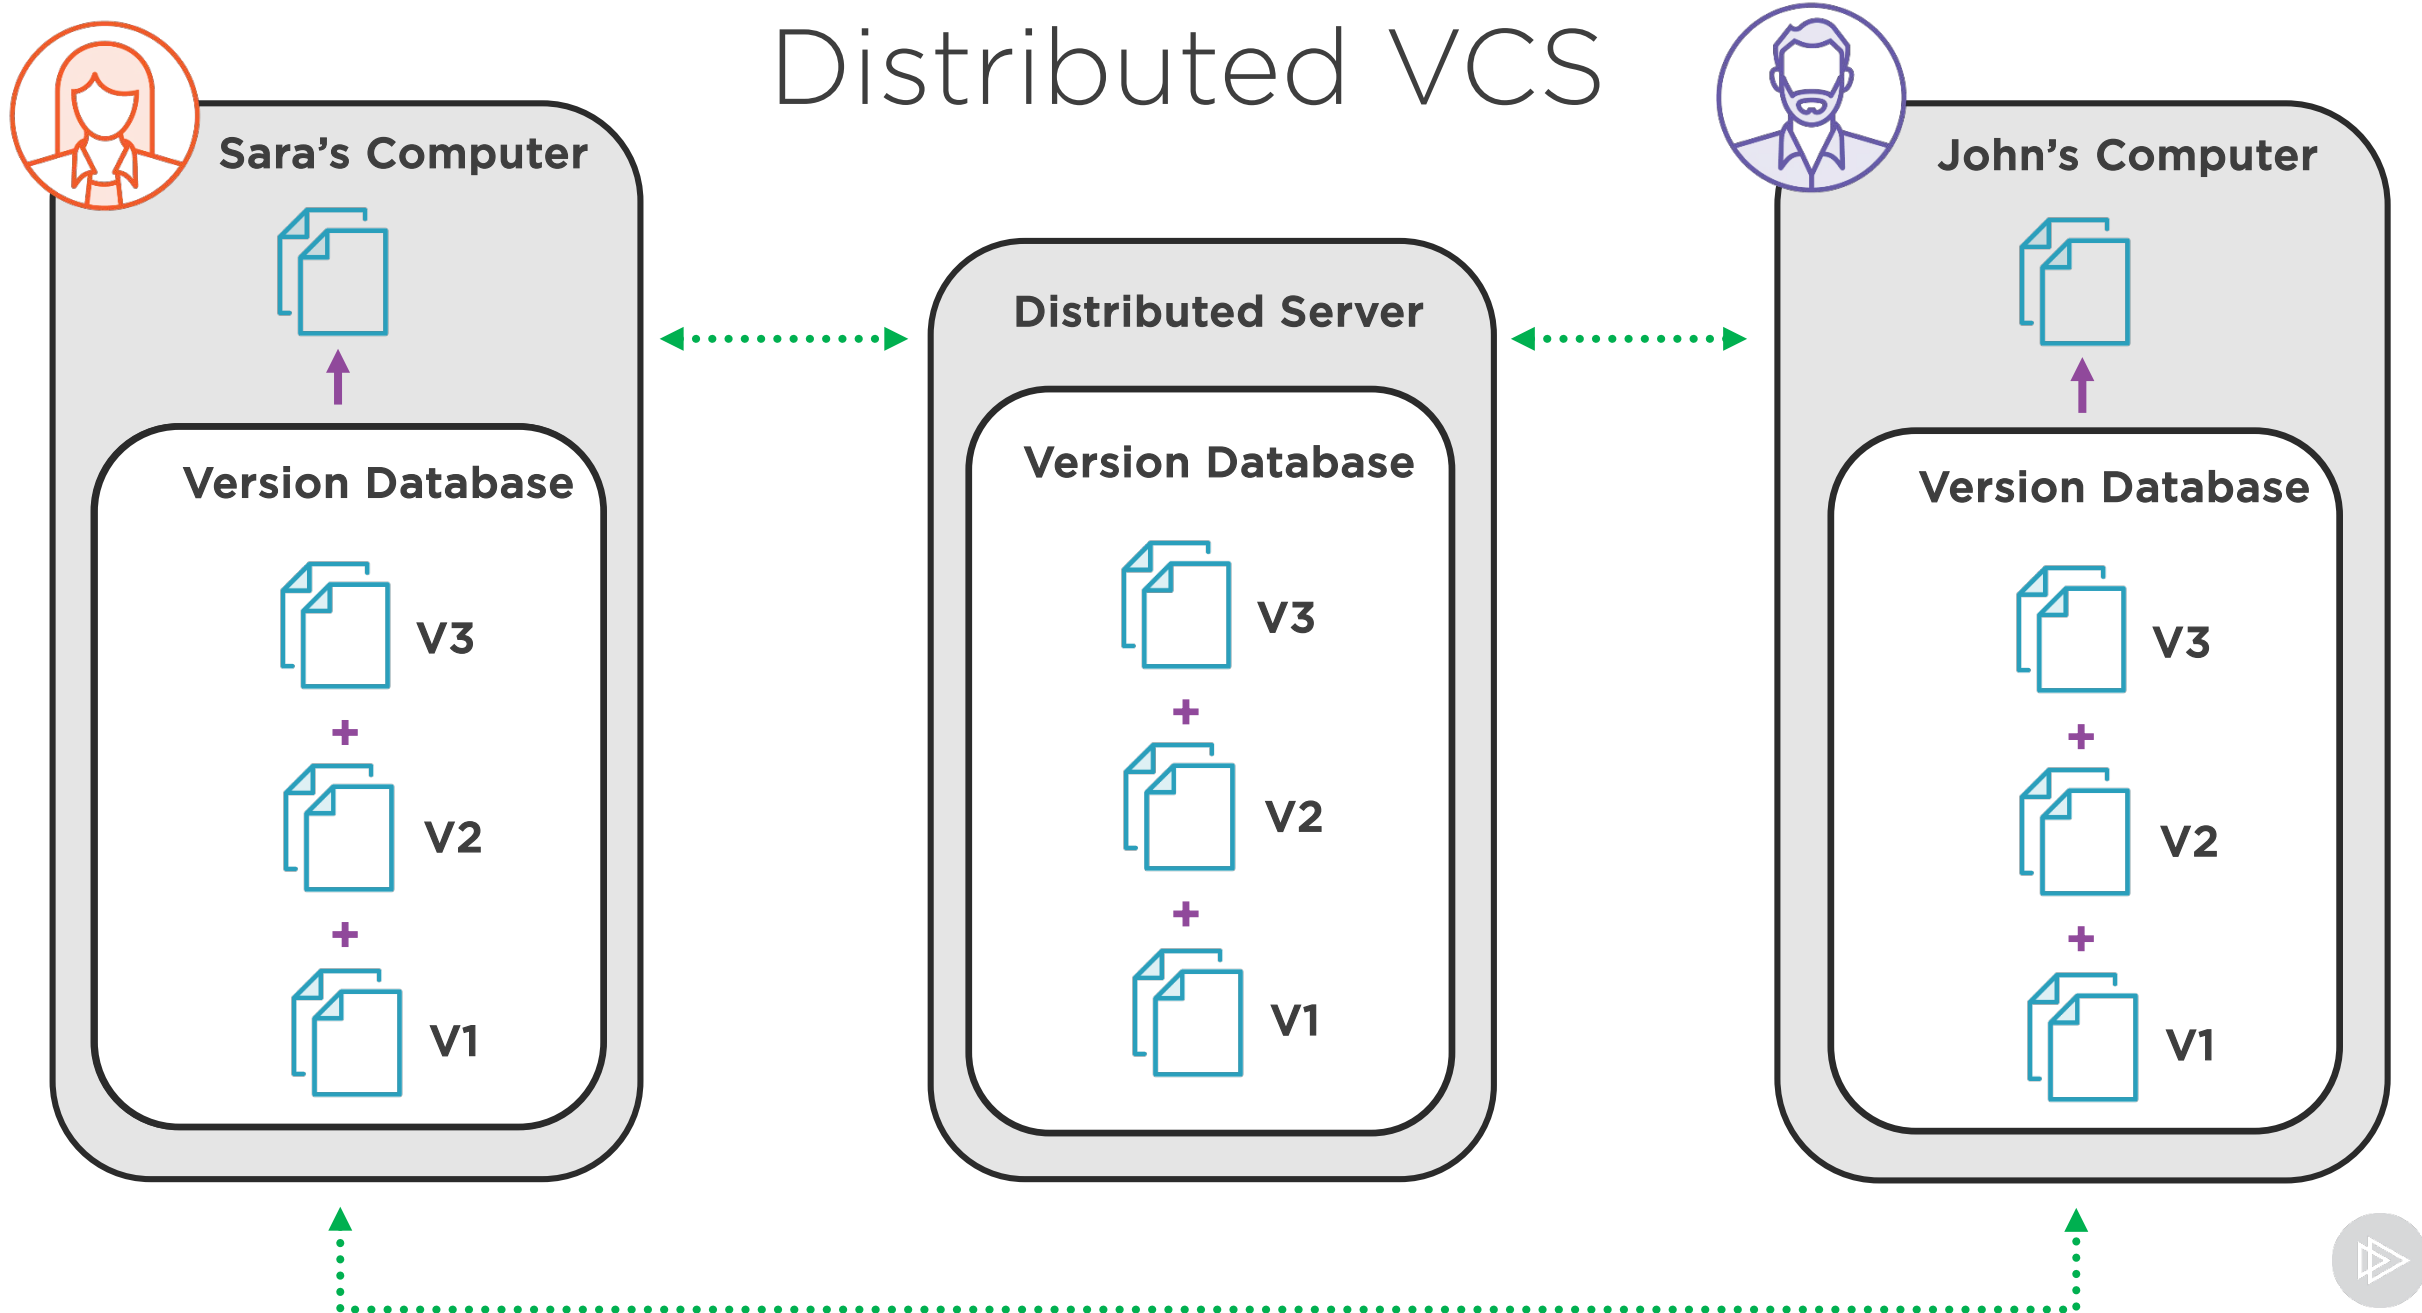 Distributed VCS
Sara's Computer
Version Database
V3
+
V2
+
V1
Distributed Server
Version Database
V3
+
V2
+
V1
John's Computer
Version Database
V3
+
V2
+
V1